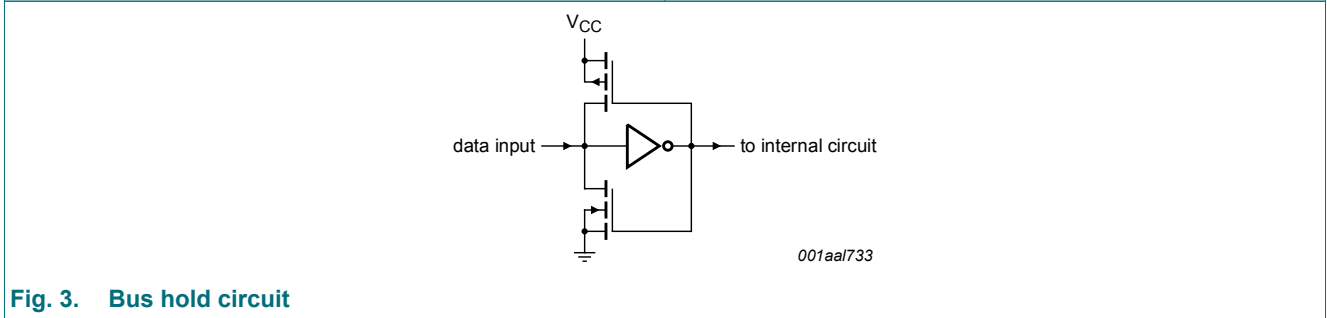 VCC
data input
to internal circuit
001aal733
Fig. 3. Bus hold circuit